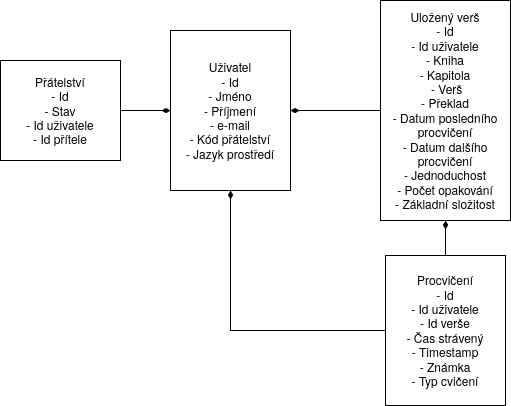 Přátelství
- Id
- Stav
- Id uživatele
- Id přítele
Uživatel
- Id
- Jméno
- Příjmení
- e-mail
- Kód přátelství
- Jazyk prostředí
Uložený verš
- Id
- Id uživatele
- Kniha
- Kapitola
- Verš
- Překlad
- Datum posledního
procvičení
- Datum dalšího
procvičení
- Jednoduchost
- Počet opakování
- Základní složitost
Procvičení
- Id
- Id uživatele
- Id verše
- Čas strávený
- Timestamp
- Známka
- Typ cvičení